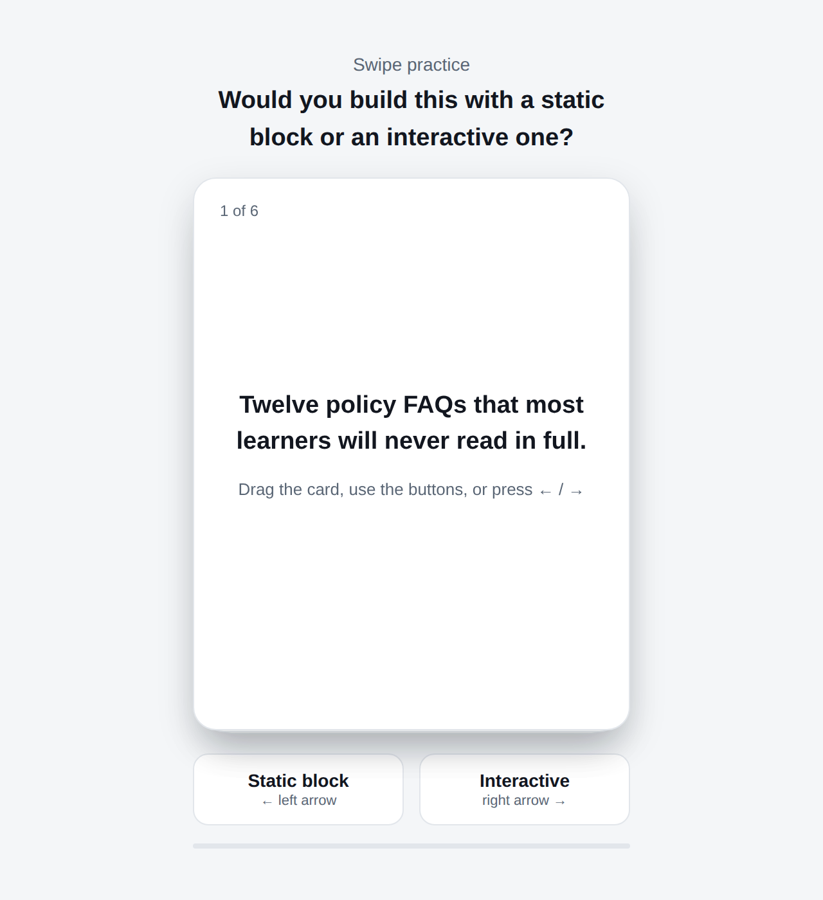 Swipe practice
Would you build this with a static
block or an interactive one?
1 of 6
Twelve policy FAQs that most
learners will never read in full.
Drag the card, use the buttons, or press ← / →
Static block
← left arrow
Interactive
right arrow →